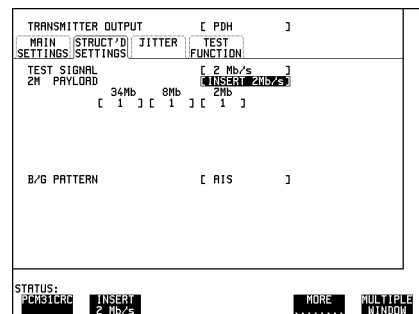 TRANSMITTER OUTPUT [ PDH ]
MAIN SETTINGS STRUCT'D SETTINGS JITTER TEST FUNCTION
TEST SIGNAL [ 2 Mb/s ]
2M PAYLOAD [INSERT 2Mb/s]
34Mb 8Mb 2Mb
[ 1 ] [ 1 ] [ 1 ]
B/G PATTERN [ AIS ]
STATUS:
PCM31CRC INSERT 2 Mb/s MORE ........ MULTIPLE WINDOW